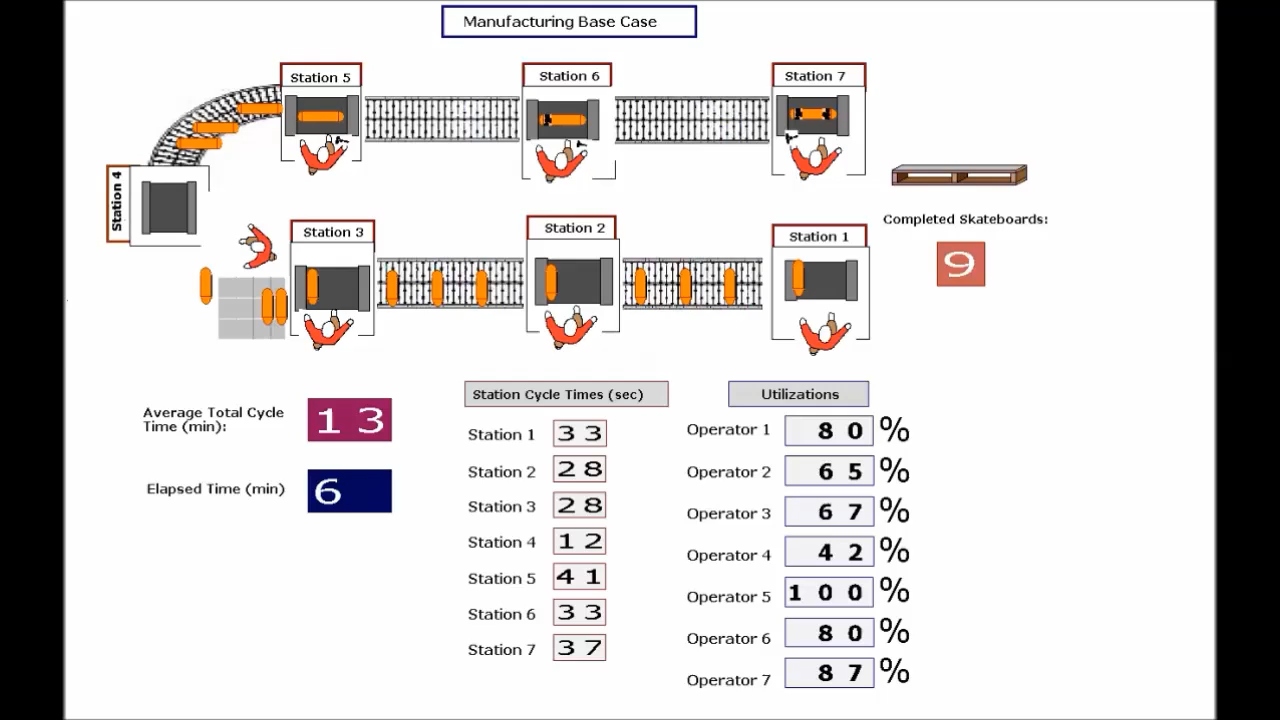 Manufacturing Base Case
Station 5
Station 6
Station 7
Station 4
Completed Skateboards:
9
Station 3
Station 2
Station 1
Average Total Cycle
Time (min):
13
Elapsed Time (min)
6
Station Cycle Times (sec)
Station 1 33
Station 2 28
Station 3 28
Station 4 12
Station 5 41
Station 6 33
Station 7 37
Utilizations
Operator 1 80 %
Operator 2 65 %
Operator 3 67 %
Operator 4 42 %
Operator 5 100 %
Operator 6 80 %
Operator 7 87 %